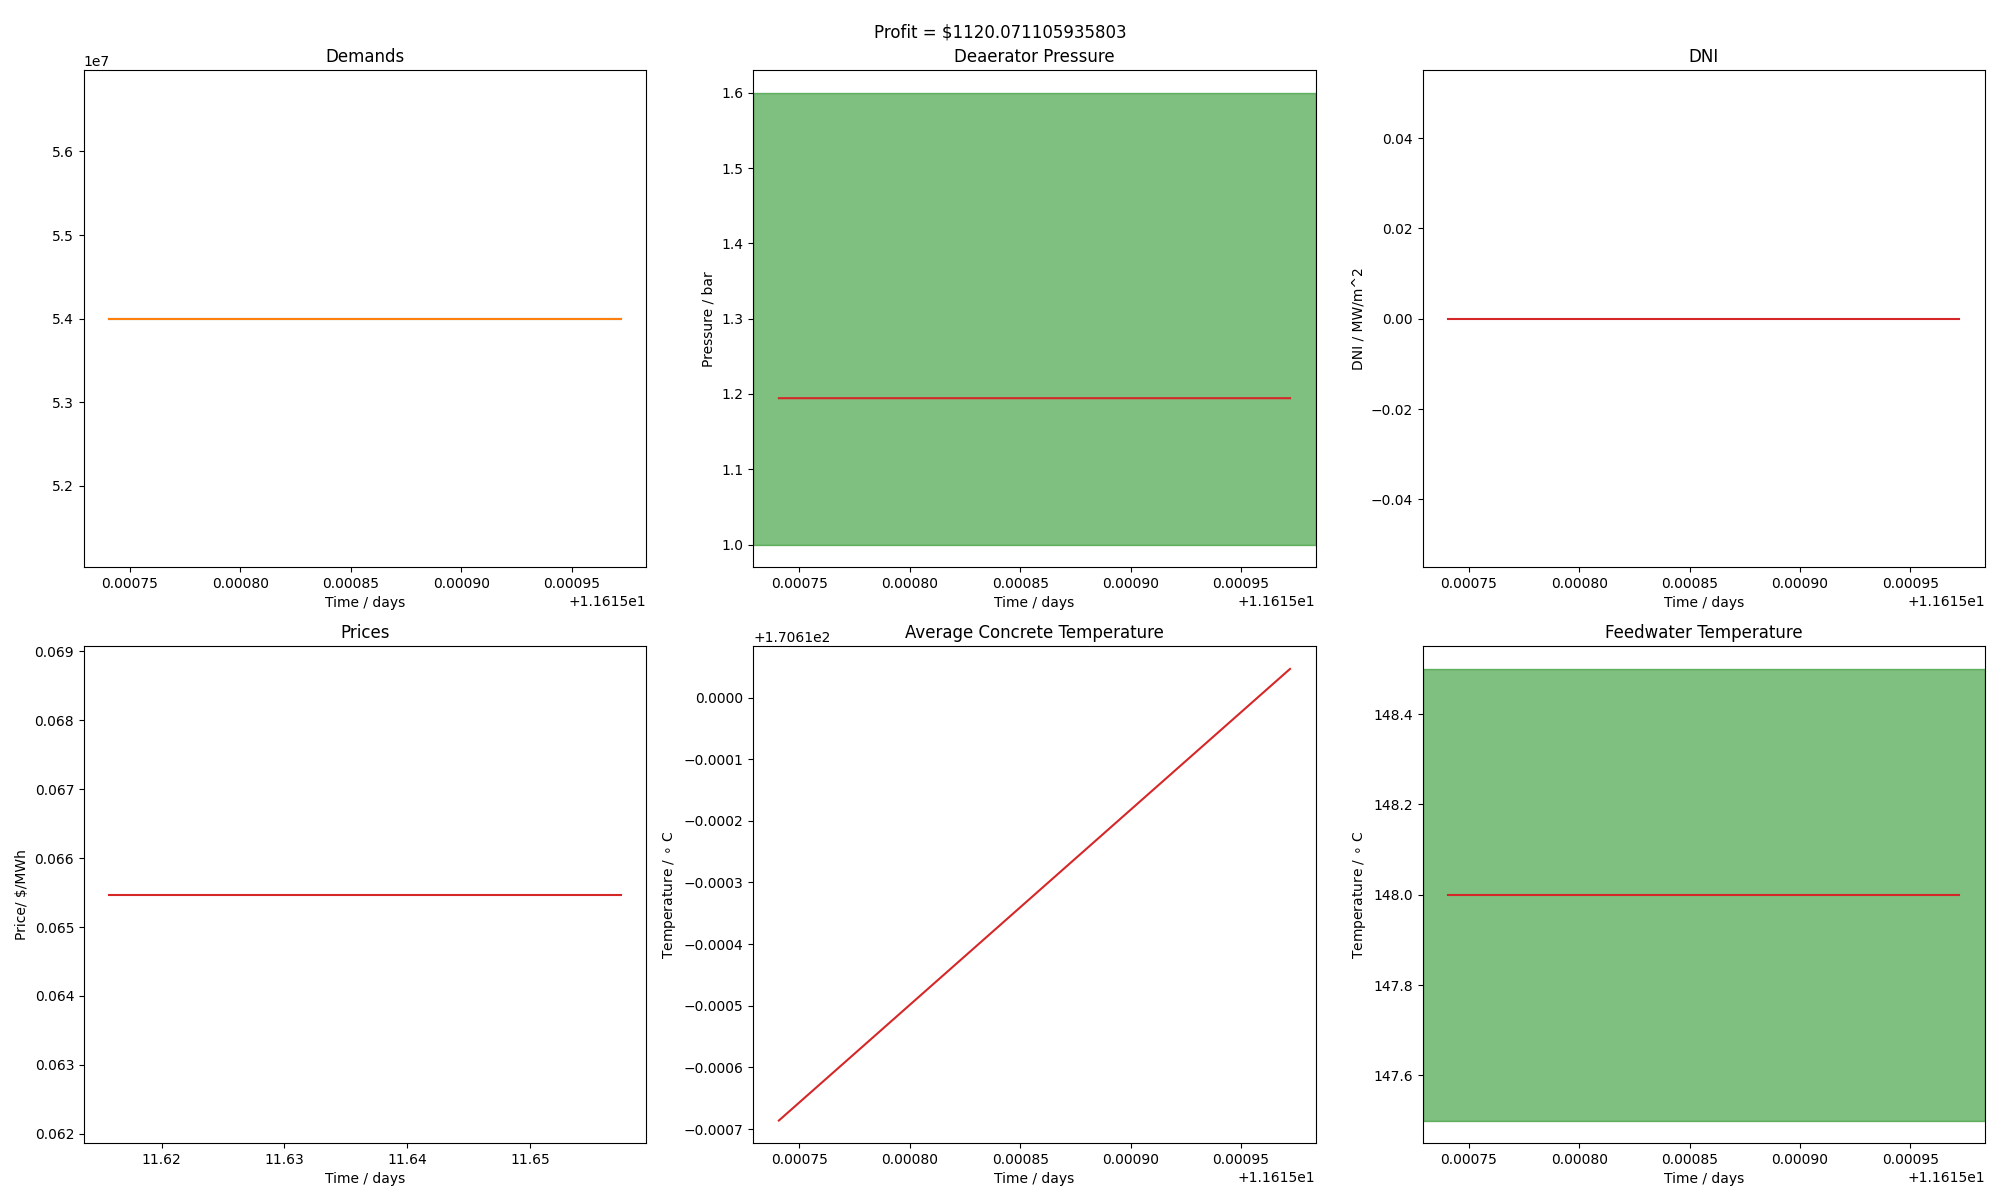 Profit = $1120.071105935803
Demands
1e7
5.6
5.5
5.4
5.3
5.2
0.00075 0.00080 0.00085 0.00090 0.00095
Time / days
+1.1615e1
Deaerator Pressure
Pressure / bar
1.6
1.5
1.4
1.3
1.2
1.1
1.0
0.00075 0.00080 0.00085 0.00090 0.00095
Time / days
+1.1615e1
DNI
DNI / MW/m^2
0.04
0.02
0.00
−0.02
−0.04
0.00075 0.00080 0.00085 0.00090 0.00095
Time / days
+1.1615e1
Prices
Price/ $/MWh
0.069
0.068
0.067
0.066
0.065
0.064
0.063
0.062
11.62 11.63 11.64 11.65
Time / days
Average Concrete Temperature
+1.7061e2
Temperature / ∘ C
0.0000
−0.0001
−0.0002
−0.0003
−0.0004
−0.0005
−0.0006
−0.0007
0.00075 0.00080 0.00085 0.00090 0.00095
Time / days
+1.1615e1
Feedwater Temperature
Temperature / ∘ C
148.4
148.2
148.0
147.8
147.6
0.00075 0.00080 0.00085 0.00090 0.00095
Time / days
+1.1615e1